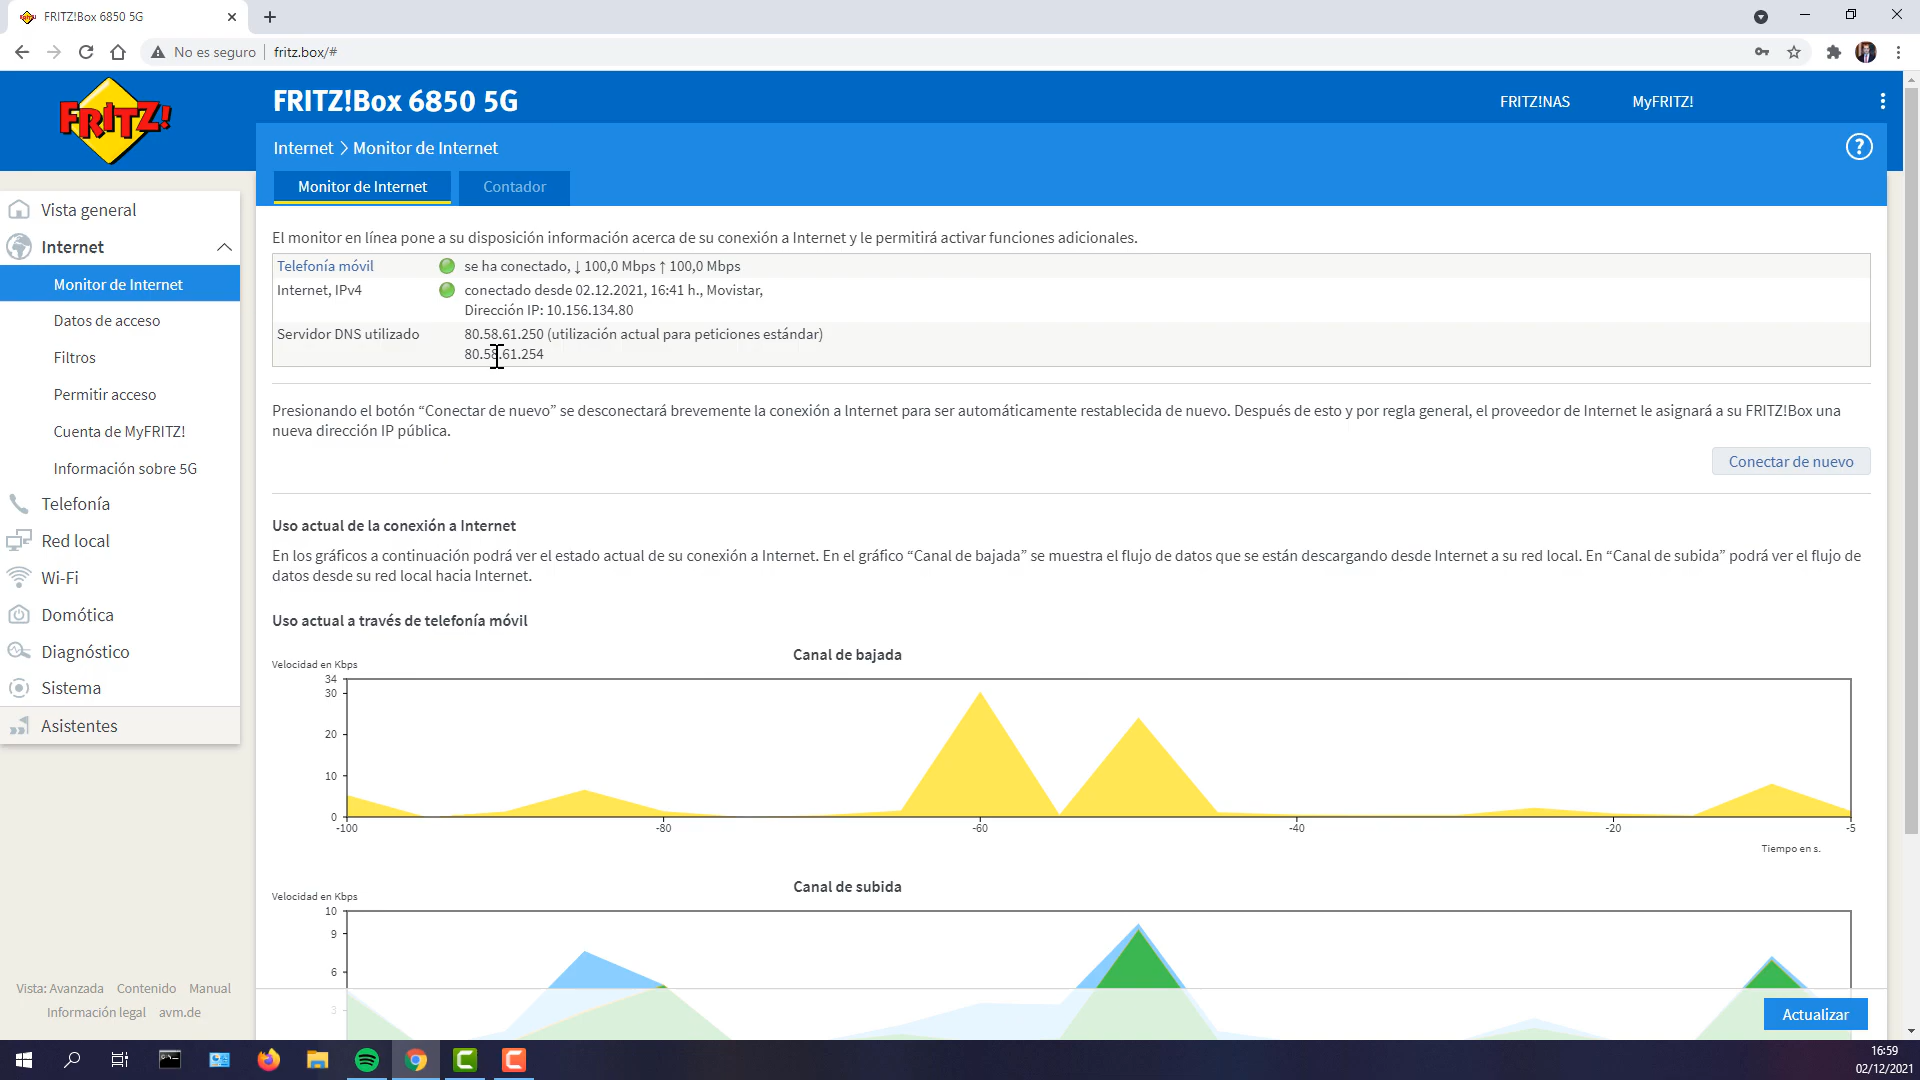 FRITZ!Box 6850 5G
No es seguro
fritz.box/#
FRITZ!
FRITZ!Box 6850 5G
FRITZ!NAS
MyFRITZ!
Internet > Monitor de Internet
?
Monitor de Internet
Contador
Vista general
Internet
Monitor de Internet
Datos de acceso
Filtros
Permitir acceso
Cuenta de MyFRITZ!
Información sobre 5G
Telefonía
Red local
Wi-Fi
Domótica
Diagnóstico
Sistema
Asistentes
Vista: Avanzada Contenido Manual
Información legal avm.de
El monitor en línea pone a su disposición información acerca de su conexión a Internet y le permitirá activar funciones adicionales.
Telefonía móvil se ha conectado, ↓ 100,0 Mbps ↑ 100,0 Mbps
Internet, IPv4 conectado desde 02.12.2021, 16:41 h., Movistar,
Dirección IP: 10.156.134.80
Servidor DNS utilizado 80.58.61.250 (utilización actual para peticiones estándar)
80.58.61.254
Presionando el botón “Conectar de nuevo” se desconectará brevemente la conexión a Internet para ser automáticamente restablecida de nuevo. Después de esto y por regla general, el proveedor de Internet le asignará a su FRITZ!Box una
nueva dirección IP pública.
Conectar de nuevo
Uso actual de la conexión a Internet
En los gráficos a continuación podrá ver el estado actual de su conexión a Internet. En el gráfico “Canal de bajada” se muestra el flujo de datos que se están descargando desde Internet a su red local. En “Canal de subida” podrá ver el flujo de
datos desde su red local hacia Internet.
Uso actual a través de telefonía móvil
Canal de bajada
Velocidad en Kbps
34
30
20
10
0
-100 -80 -60 -40 -20 -5
Tiempo en s.
Canal de subida
Velocidad en Kbps
10
9
6
3
Actualizar
16:59
02/12/2021